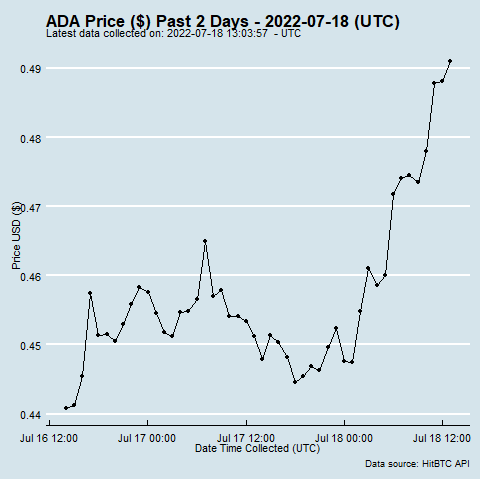 ADA Price ($) Past 2 Days - 2022-07-18 (UTC)
Latest data collected on: 2022-07-18 13:03:57 - UTC
0.49
0.48
0.47
0.46
0.45
0.44
Price USD ($)
Jul 16 12:00 Jul 17 00:00 Jul 17 12:00 Jul 18 00:00 Jul 18 12:00
Date Time Collected (UTC)
Data source: HitBTC API